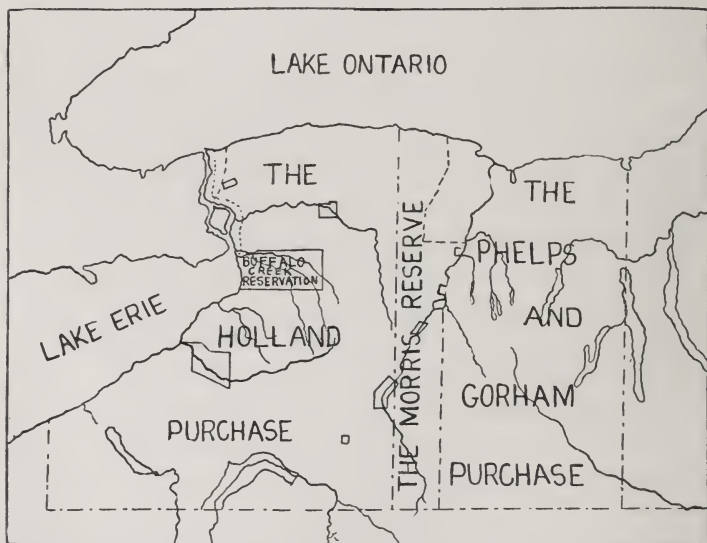 LAKE ONTARIO
THE
THE
BUFFALO
CREEK
RESERVATION
PHELPS
LAKE ERIE
HOLLAND
AND
THE MORRIS RESERVE
GORHAM
PURCHASE
PURCHASE